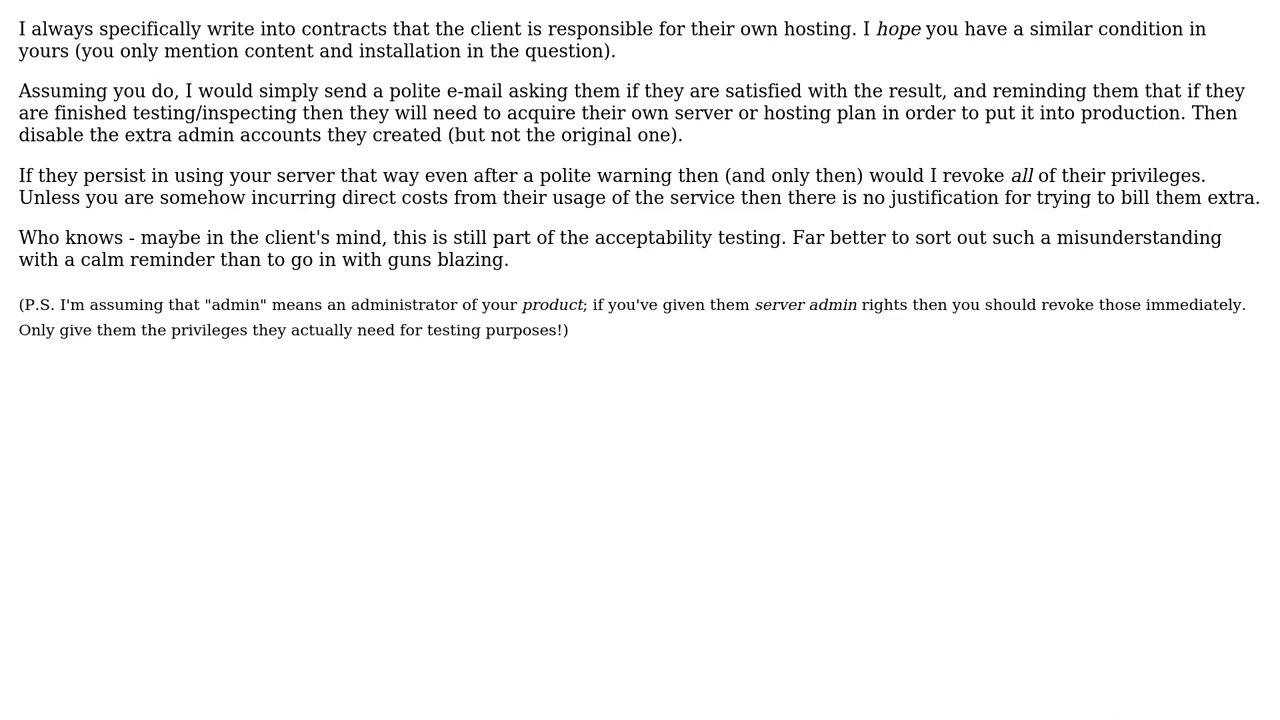 I always specifically write into contracts that the client is responsible for their own hosting. I hope you have a similar condition in
yours (you only mention content and installation in the question).
Assuming you do, I would simply send a polite e-mail asking them if they are satisfied with the result, and reminding them that if they
are finished testing/inspecting then they will need to acquire their own server or hosting plan in order to put it into production. Then
disable the extra admin accounts they created (but not the original one).
If they persist in using your server that way even after a polite warning then (and only then) would I revoke all of their privileges.
Unless you are somehow incurring direct costs from their usage of the service then there is no justification for trying to bill them extra.
Who knows - maybe in the client's mind, this is still part of the acceptability testing. Far better to sort out such a misunderstanding
with a calm reminder than to go in with guns blazing.
(P.S. I'm assuming that "admin" means an administrator of your product; if you've given them server admin rights then you should revoke those immediately.
Only give them the privileges they actually need for testing purposes!)